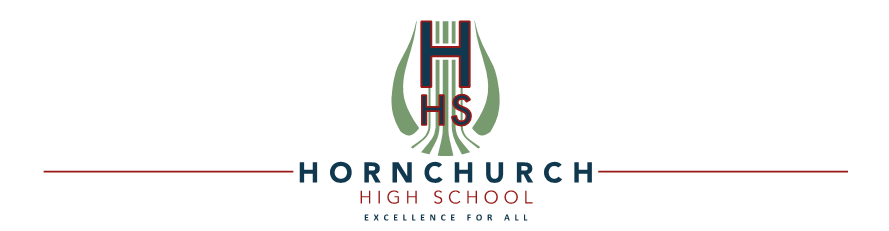 H
HS
HORNCHURCH
HIGH SCHOOL
EXCELLENCE FOR ALL